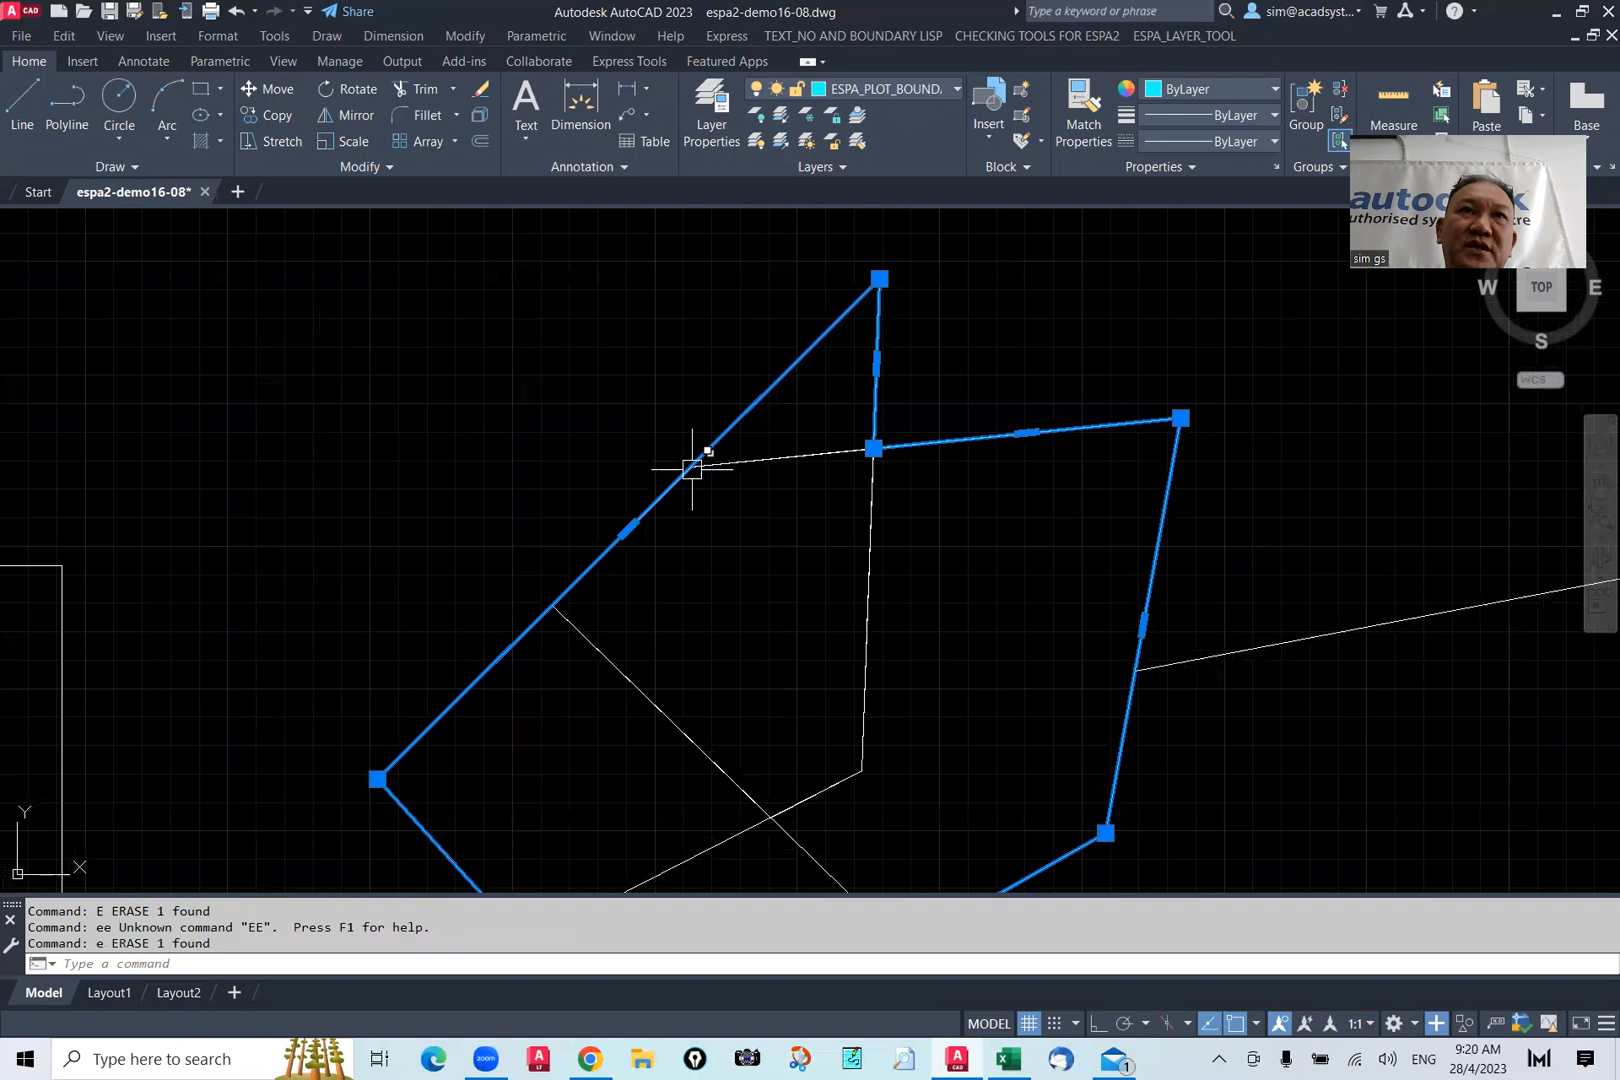 CAD
Share
Autodesk AutoCAD 2023 espa2-demo16-08.dwg
Type a keyword or phrase
sim@acadsyst...
File Edit View Insert Format Tools Draw Dimension Modify Parametric Window Help Express TEXT_NO AND BOUNDARY LISP CHECKING TOOLS FOR ESPA2 ESPA_LAYER_TOOL
Home Insert Annotate Parametric View Manage Output Add-ins Collaborate Express Tools Featured Apps
Line Polyline Circle Arc
Move Rotate Trim
Copy Mirror Fillet
Stretch Scale Array
Text Dimension Table
Layer Properties
ESPA_PLOT_BOUND.
Insert
Match Properties
ByLayer
ByLayer
ByLayer
Group
Measure
Paste
Base
Draw Modify Annotation Layers Block Properties Groups
Start espa2-demo16-08*
sim gs
W TOP E
S
WCS
Y
X
Command: E ERASE 1 found
Command: ee Unknown command "EE". Press F1 for help.
Command: e ERASE 1 found
Type a command
Model Layout1 Layout2
MODEL 1:1
Type here to search
ENG
9:20 AM
28/4/2023